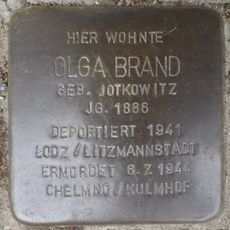 HIER WOHNTE
OLGA BRAND
GEB. JOTKOWITZ
JG. 1886
DEPORTIERT 1941
LODZ/LITZMANNSTADT
ERMORDET 6.7.1944
CHELMNO/KULMHOF